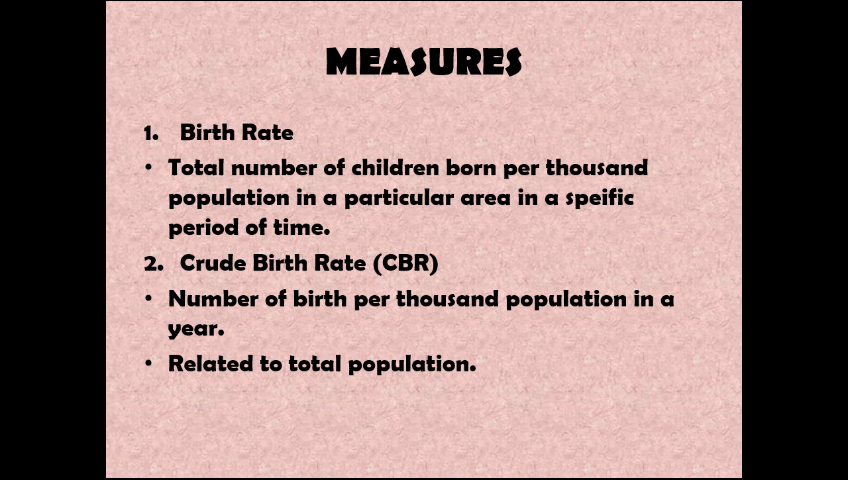 MEASURES
1. Birth Rate
• Total number of children born per thousand
population in a particular area in a speific
period of time.
2. Crude Birth Rate (CBR)
• Number of birth per thousand population in a
year.
• Related to total population.